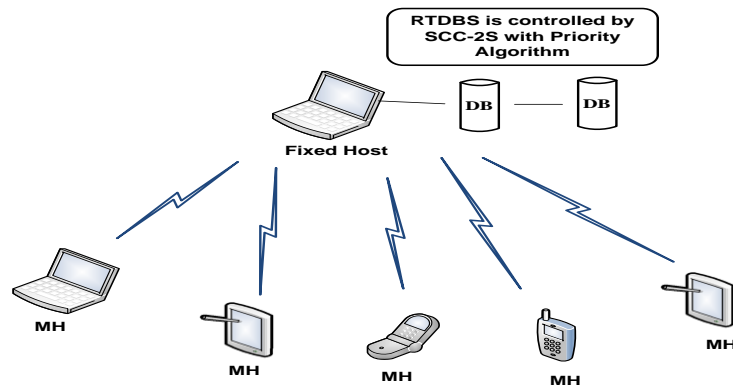 RTDBS is controlled by
SCC-2S with Priority
Algorithm
DB
DB
Fixed Host
MH
MH
MH
MH
MH